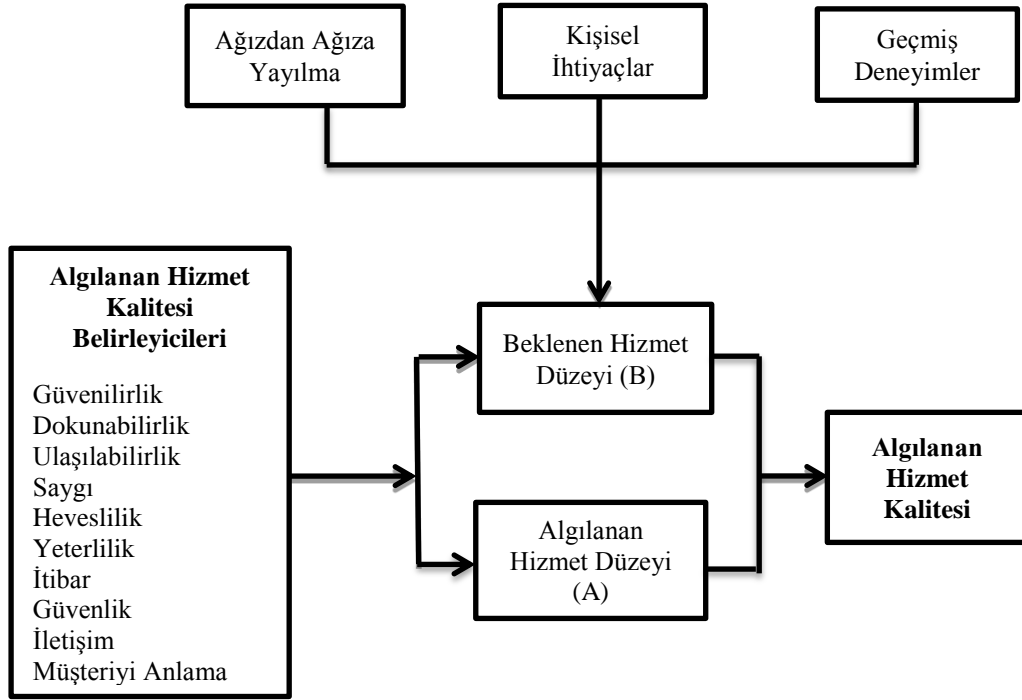 Ağızdan Ağıza
Yayılma
Kişisel
İhtiyaçlar
Geçmiş
Deneyimler
Algılanan Hizmet
Kalitesi
Belirleyicileri
Güvenilirlik
Dokunabilirlik
Ulaşılabilirlik
Saygı
Heveslilik
Yeterlilik
İtibar
Güvenlik
İletişim
Müşteriyi Anlama
Beklenen Hizmet
Düzeyi (B)
Algılanan
Hizmet Düzeyi
(A)
Algılanan
Hizmet
Kalitesi